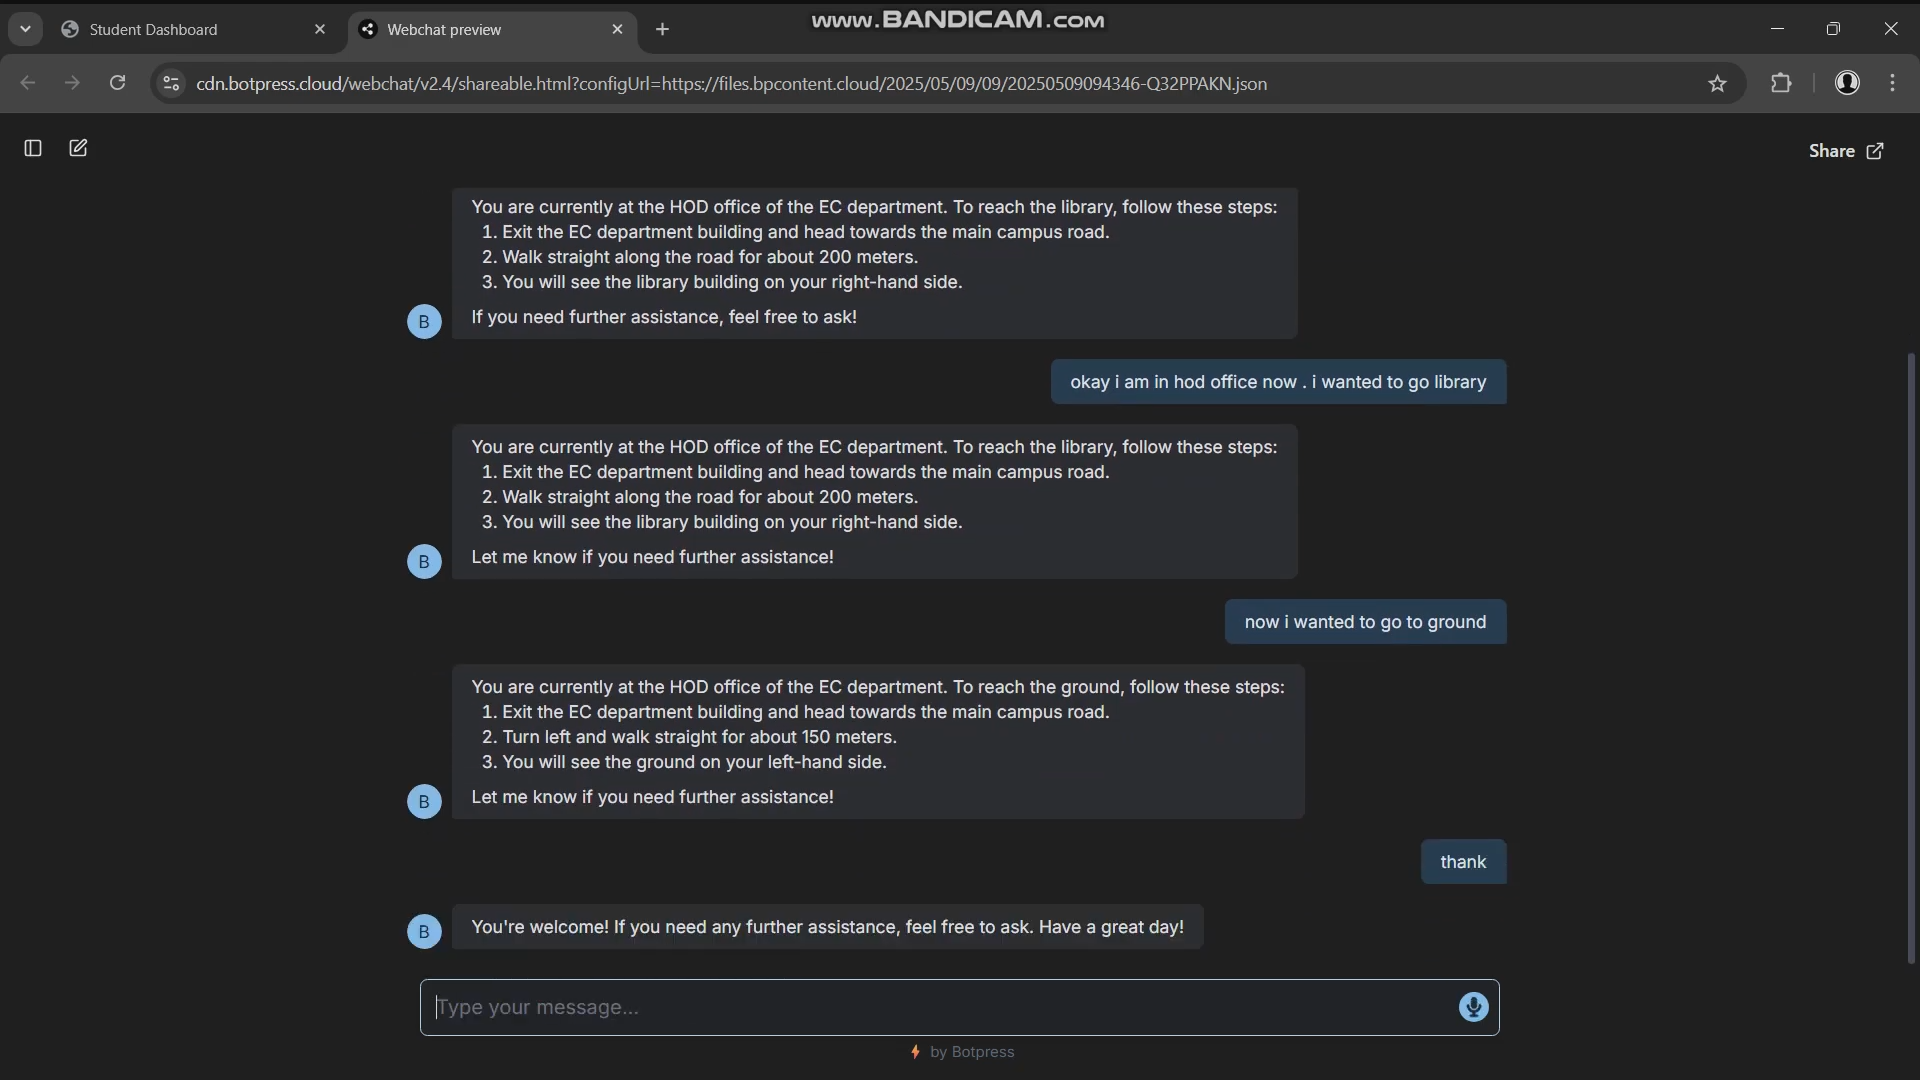 Student Dashboard
Webchat preview
www.BANDICAM.com
cdn.botpress.cloud/webchat/v2.4/shareable.html?configUrl=https://files.bpcontent.cloud/2025/05/09/09/20250509094346-Q32PPAKN.json
Share
You are currently at the HOD office of the EC department. To reach the library, follow these steps:
1. Exit the EC department building and head towards the main campus road.
2. Walk straight along the road for about 200 meters.
3. You will see the library building on your right-hand side.
If you need further assistance, feel free to ask!
B
okay i am in hod office now . i wanted to go library
You are currently at the HOD office of the EC department. To reach the library, follow these steps:
1. Exit the EC department building and head towards the main campus road.
2. Walk straight along the road for about 200 meters.
3. You will see the library building on your right-hand side.
Let me know if you need further assistance!
B
now i wanted to go to ground
You are currently at the HOD office of the EC department. To reach the ground, follow these steps:
1. Exit the EC department building and head towards the main campus road.
2. Turn left and walk straight for about 150 meters.
3. You will see the ground on your left-hand side.
Let me know if you need further assistance!
B
thank
You're welcome! If you need any further assistance, feel free to ask. Have a great day!
B
Type your message...
by Botpress